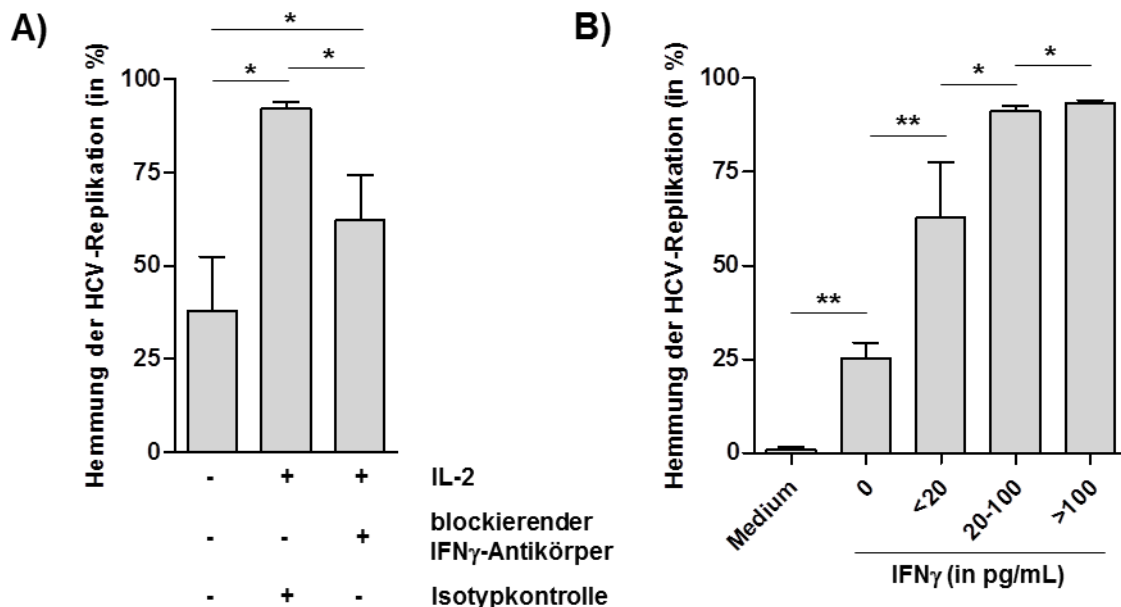 A)
Hemmung der HCV-Replikation (in %)
*
*
*
100
75
50
25
0
- + + IL-2
- - + blockierender
IFNγ-Antikörper
- + - Isotypkontrolle
B)
Hemmung der HCV-Replikation (in %)
*
*
**
**
100
75
50
25
0
Medium
0
<20
20-100
>100
IFNγ (in pg/mL)